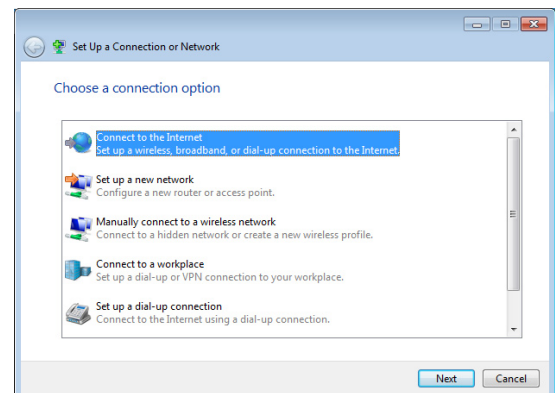 Set Up a Connection or Network
Choose a connection option
Connect to the Internet
Set up a wireless, broadband, or dial-up connection to the Internet.
Set up a new network
Configure a new router or access point.
Manually connect to a wireless network
Connect to a hidden network or create a new wireless profile.
Connect to a workplace
Set up a dial-up or VPN connection to your workplace.
Set up a dial-up connection
Connect to the Internet using a dial-up connection.
Next Cancel